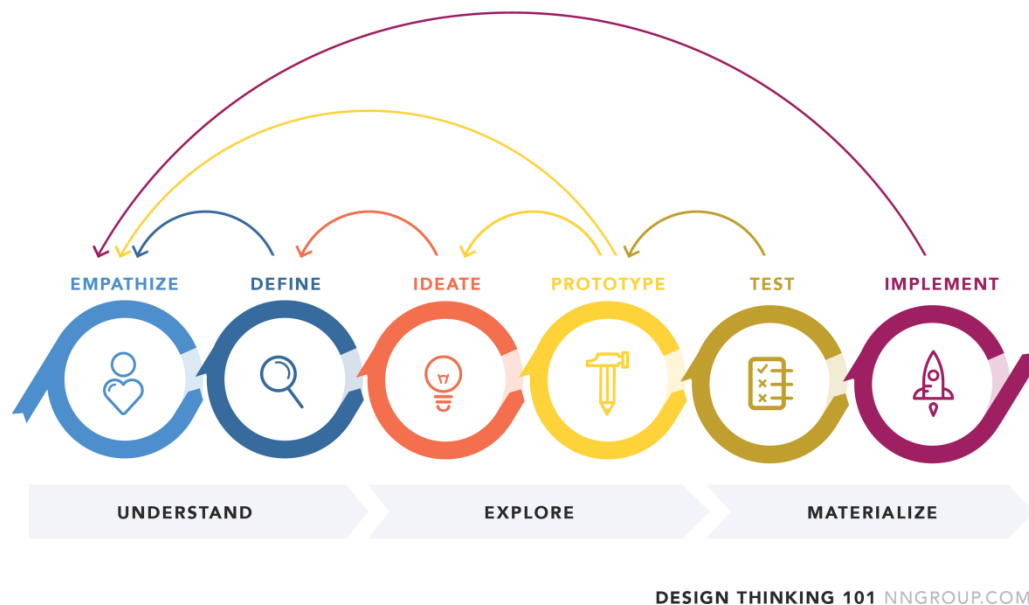 EMPATHIZE
DEFINE
IDEATE
PROTOTYPE
TEST
IMPLEMENT
UNDERSTAND
EXPLORE
MATERIALIZE
DESIGN THINKING 101 NNGROUP.COM